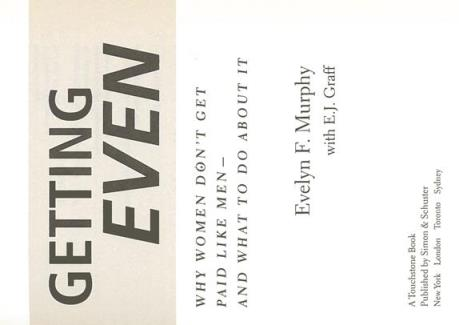 GETTING
EVEN
WHY WOMEN DON'T GET
PAID LIKE MEN—
AND WHAT TO DO ABOUT IT
Evelyn F. Murphy
with E.J. Graff
A Touchstone Book
Published by Simon & Schuster
New York London Toronto Sydney